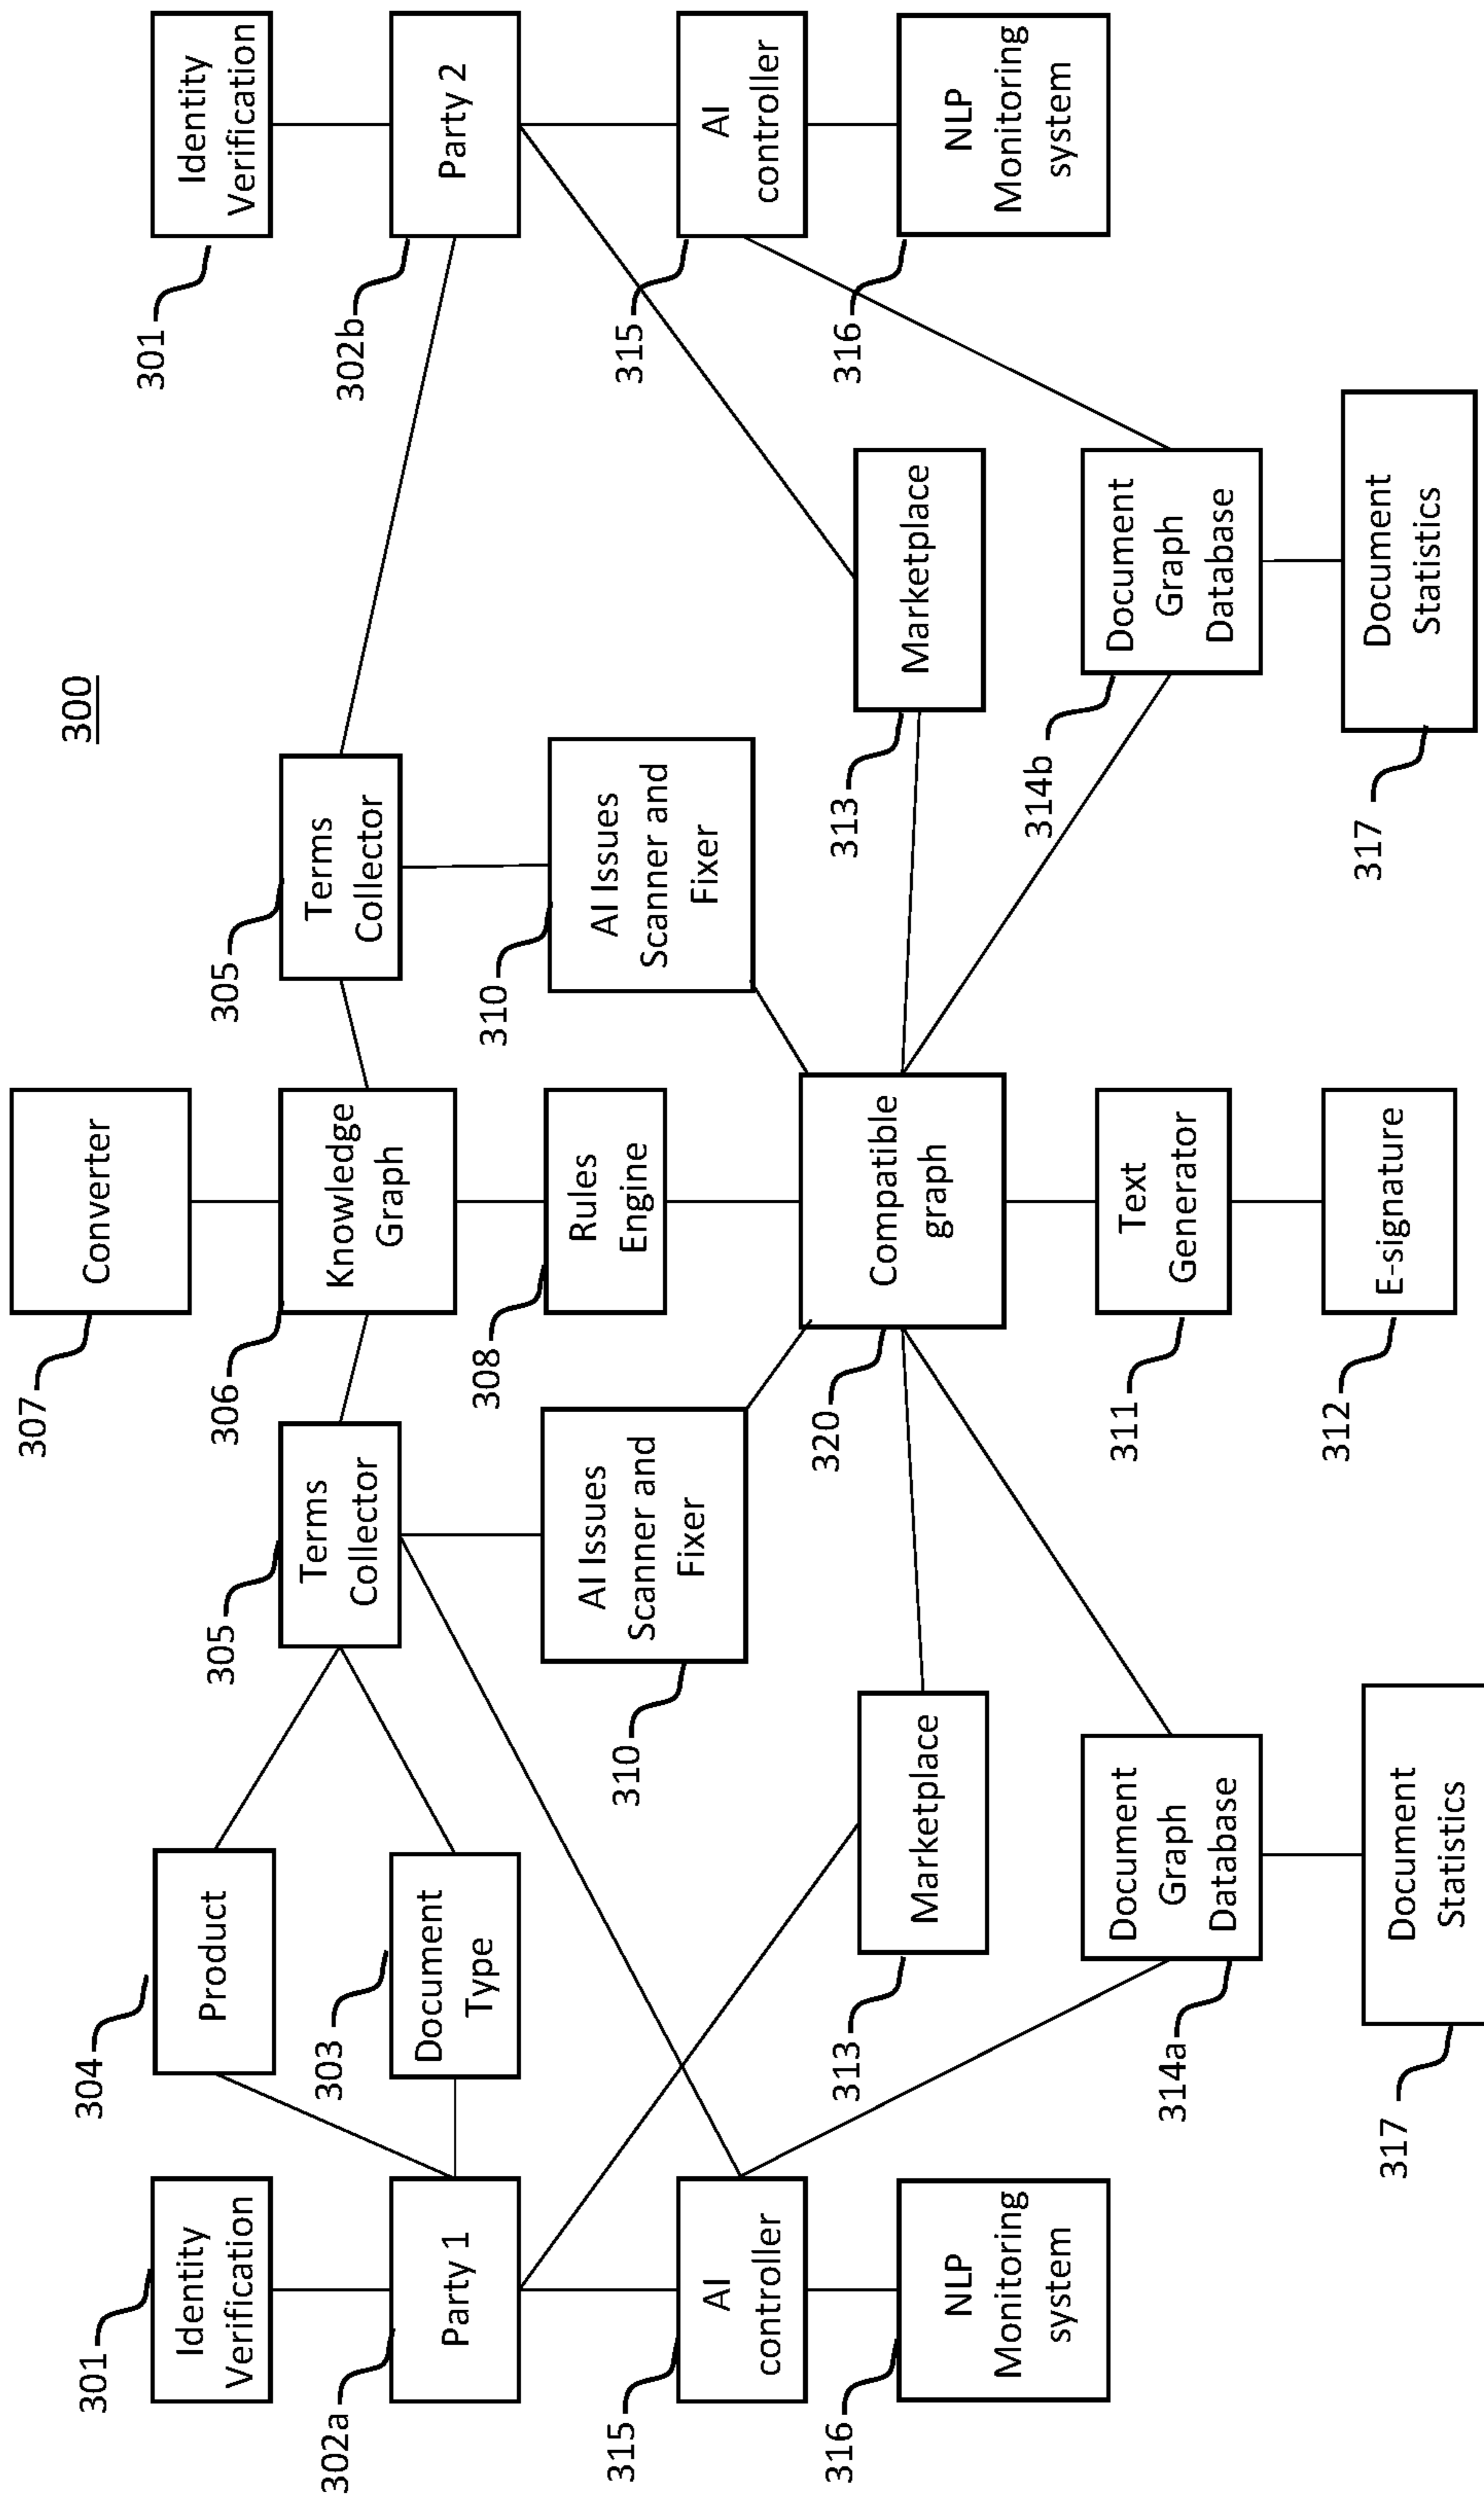 300
307
Converter
301
Identity
Verification
304
Product
305
Terms
Collector
306
Knowledge
Graph
305
Terms
Collector
301
Identity
Verification
302a
Party 1
303
Document
Type
308
Rules
Engine
302b
Party 2
310
AI Issues
Scanner and
Fixer
310
AI Issues
Scanner and
Fixer
315
AI
controller
320
Compatible
graph
315
AI
controller
316
NLP
Monitoring
system
313
Marketplace
313
Marketplace
316
NLP
Monitoring
system
314a
Document
Graph
Database
311
Text
Generator
314b
Document
Graph
Database
317
Document
Statistics
312
E-signature
317
Document
Statistics